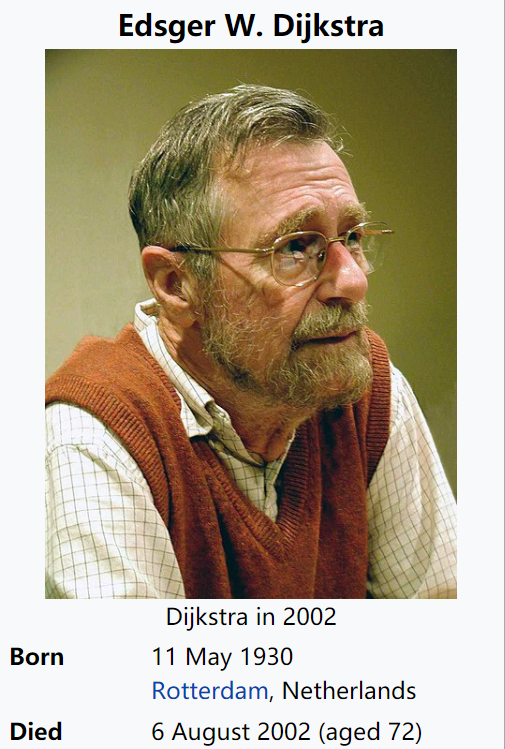 Edsger W. Dijkstra
Dijkstra in 2002
Born 11 May 1930
Rotterdam, Netherlands
Died 6 August 2002 (aged 72)